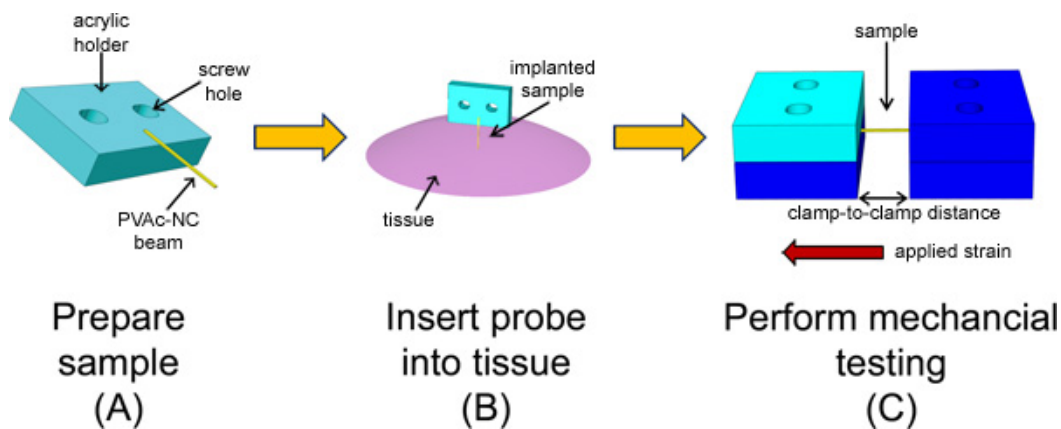 acrylic
holder
screw
hole
PVAc-NC
beam
implanted
sample
tissue
sample
clamp-to-clamp distance
applied strain
Prepare
sample
(A)
Insert probe
into tissue
(B)
Perform mechancial
testing
(C)